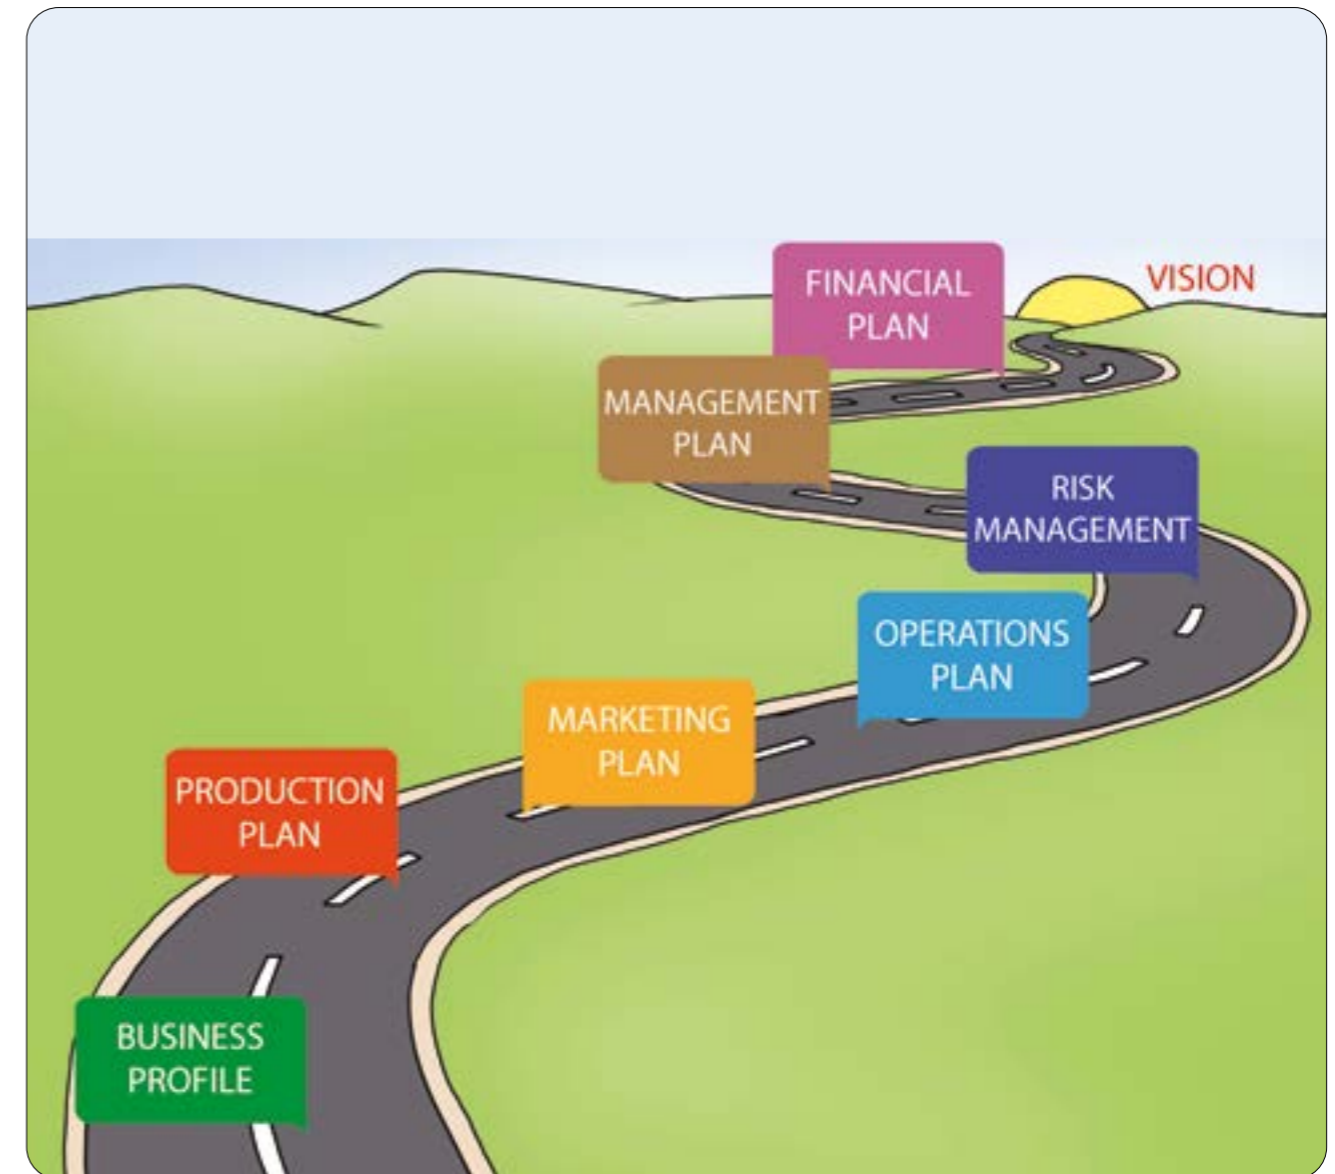 FINANCIAL
PLAN
VISION
MANAGEMENT
PLAN
RISK
MANAGEMENT
OPERATIONS
PLAN
MARKETING
PLAN
PRODUCTION
PLAN
BUSINESS
PROFILE